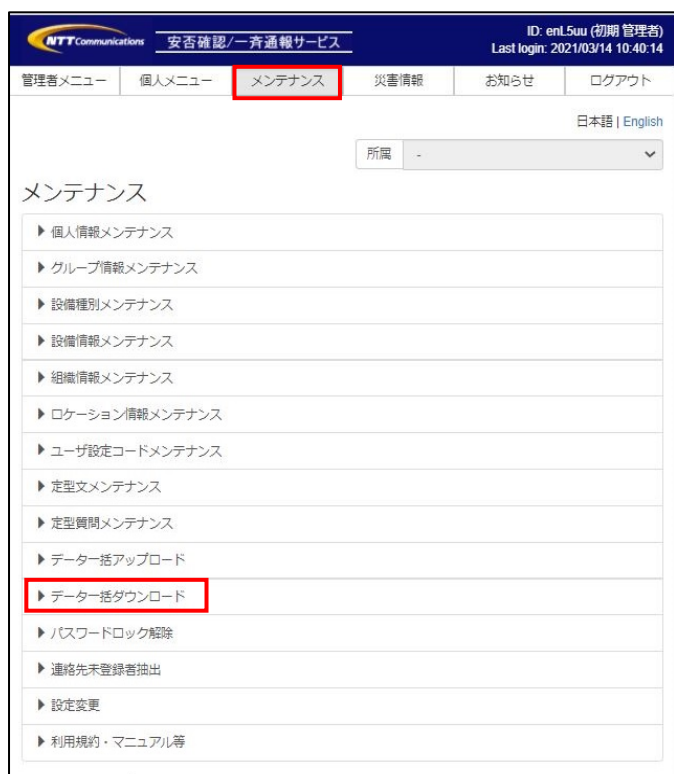 NTT Communications 安否確認/一斉通報サービス
ID: enL5uu (初期 管理者)
Last login: 2021/03/14 10:40:14
管理者メニュー 個人メニュー メンテナンス 災害情報 お知らせ ログアウト
日本語 | English
所属 -
メンテナンス
▶ 個人情報メンテナンス
▶ グループ情報メンテナンス
▶ 設備種別メンテナンス
▶ 設備情報メンテナンス
▶ 組織情報メンテナンス
▶ ロケーション情報メンテナンス
▶ ユーザ設定コードメンテナンス
▶ 定型文メンテナンス
▶ 定型質問メンテナンス
▶ データ一括アップロード
▶ データ一括ダウンロード
▶ パスワードロック解除
▶ 連絡先未登録者抽出
▶ 設定変更
▶ 利用規約・マニュアル等